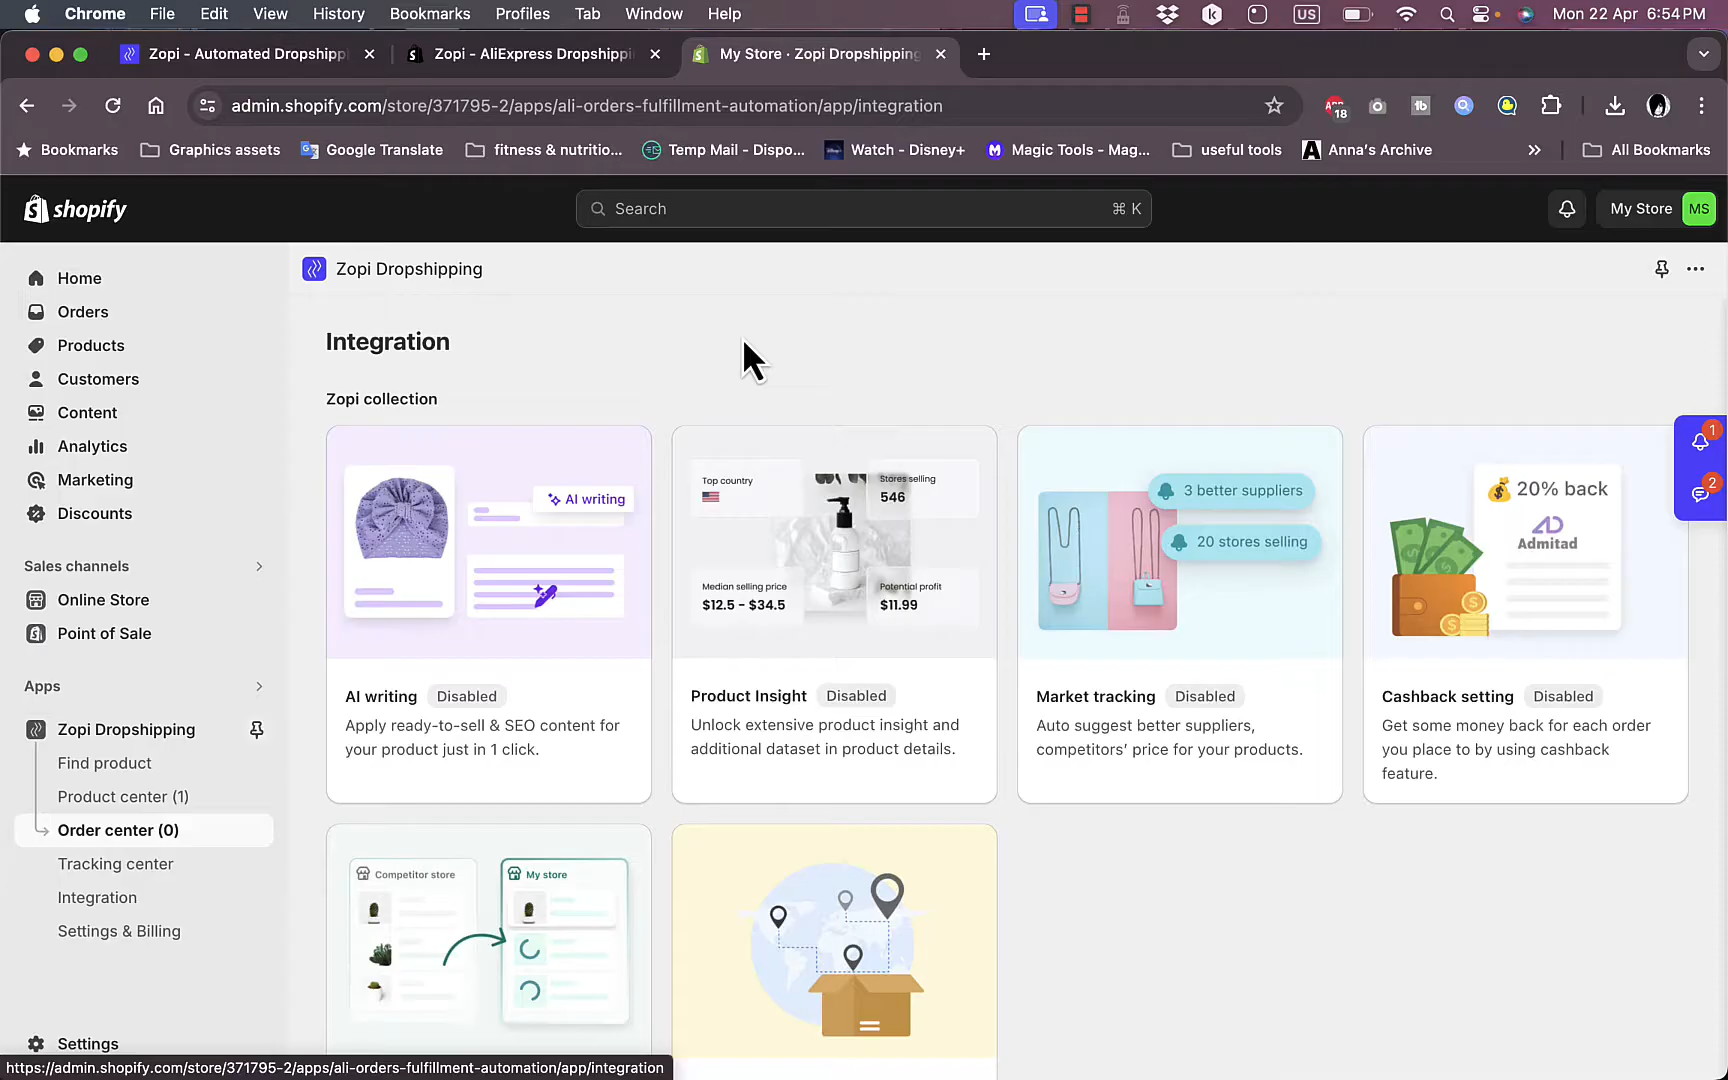 Chrome File Edit View History Bookmarks Profiles Tab Window Help US Mon 22 Apr 6:54 PM
Zopi - Automated Dropshipp Zopi - AliExpress Dropshippi My Store · Zopi Dropshipping
admin.shopify.com/store/371795-2/apps/ali-orders-fulfillment-automation/app/integration 18 tb
Bookmarks Graphics assets Google Translate fitness & nutritio... Temp Mail - Dispo... Watch - Disney+ Magic Tools - Mag... useful tools Anna's Archive All Bookmarks
shopify Search ⌘ K My Store MS
Zopi Dropshipping
Home
Orders
Products
Customers
Content
Analytics
Marketing
Discounts
Sales channels
Online Store
Point of Sale
Apps
Zopi Dropshipping
Find product
Product center (1)
Order center (0)
Tracking center
Integration
Settings & Billing
Settings
Integration
Zopi collection
AI writing
AI writing Disabled
Apply ready-to-sell & SEO content for
your product just in 1 click.
Top country
Stores selling
546
Median selling price
$12.5 - $34.5
Potential profit
$11.99
Product Insight Disabled
Unlock extensive product insight and
additional dataset in product details.
3 better suppliers
20 stores selling
Market tracking Disabled
Auto suggest better suppliers,
competitors' price for your products.
20% back
Admitad
Cashback setting Disabled
Get some money back for each order
you place to by using cashback
feature.
1
2
Competitor store
My store
https://admin.shopify.com/store/371795-2/apps/ali-orders-fulfillment-automation/app/integration